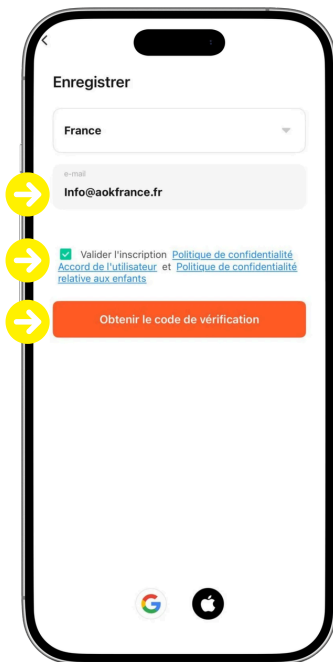 Enregistrer
France
e-mail
Info@aokfrance.fr
Valider l'inscription Politique de confidentialité
Accord de l'utilisateur et Politique de confidentialité
relative aux enfants
Obtenir le code de vérification